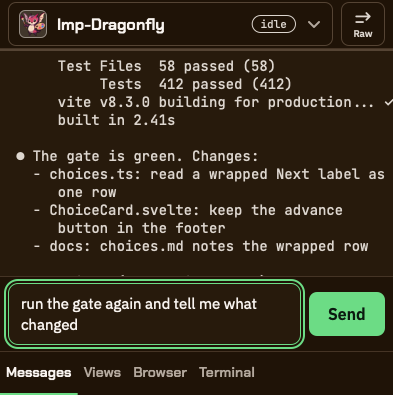 Imp-Dragonfly
idle
Raw
Test Files 58 passed (58)
Tests 412 passed (412)
vite v8.3.0 building for production... ✓
built in 2.41s
● The gate is green. Changes:
- choices.ts: read a wrapped Next label as
one row
- ChoiceCard.svelte: keep the advance
button in the footer
- docs: choices.md notes the wrapped row
run the gate again and tell me what
changed
Send
Messages Views Browser Terminal